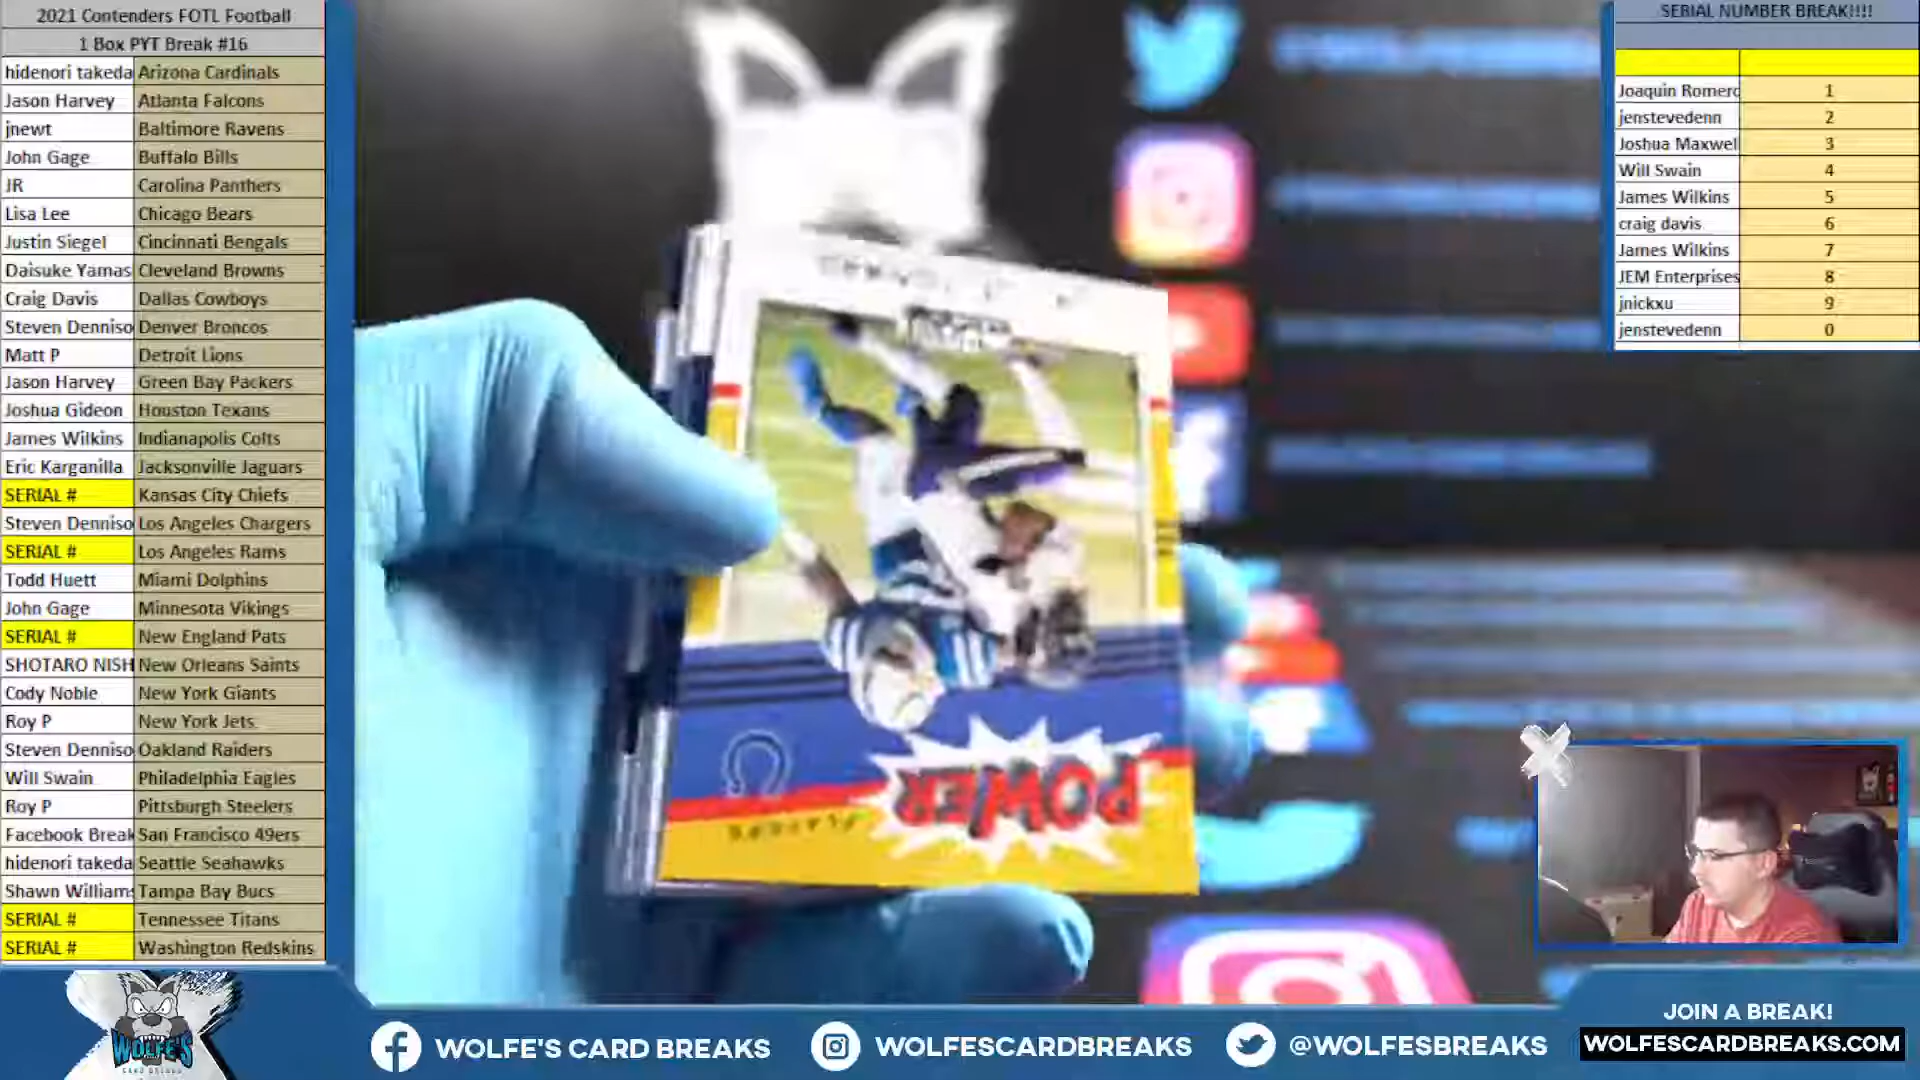 2021 Contenders FOTL Football
1 Box PYT Break #16
hidenori takeda Arizona Cardinals
Jason Harvey Atlanta Falcons
jnewt Baltimore Ravens
John Gage Buffalo Bills
JR Carolina Panthers
Lisa Lee Chicago Bears
Justin Siegel Cincinnati Bengals
Daisuke Yamas Cleveland Browns
Craig Davis Dallas Cowboys
Steven Denniso Denver Broncos
Matt P Detroit Lions
Jason Harvey Green Bay Packers
Joshua Gideon Houston Texans
James Wilkins Indianapolis Colts
Eric Karganilla Jacksonville Jaguars
SERIAL # Kansas City Chiefs
Steven Denniso Los Angeles Chargers
SERIAL # Los Angeles Rams
Todd Huett Miami Dolphins
John Gage Minnesota Vikings
SERIAL # New England Pats
SHOTARO NISH New Orleans Saints
Cody Noble New York Giants
Roy P New York Jets
Steven Denniso Oakland Raiders
Will Swain Philadelphia Eagles
Roy P Pittsburgh Steelers
Facebook Break San Francisco 49ers
hidenori takeda Seattle Seahawks
Shawn Williams Tampa Bay Bucs
SERIAL # Tennessee Titans
SERIAL # Washington Redskins
SERIAL NUMBER BREAK!!!!
Joaquin Romero 1
jenstevedenn 2
Joshua Maxwell 3
Will Swain 4
James Wilkins 5
craig davis 6
James Wilkins 7
JEM Enterprises 8
jnickxu 9
jenstevedenn 0
POWER
PLAYERS
WOLFE'S
CARD BREAKS
WOLFE'S CARD BREAKS
WOLFESCARDBREAKS
@WOLFESBREAKS
JOIN A BREAK!
WOLFESCARDBREAKS.COM